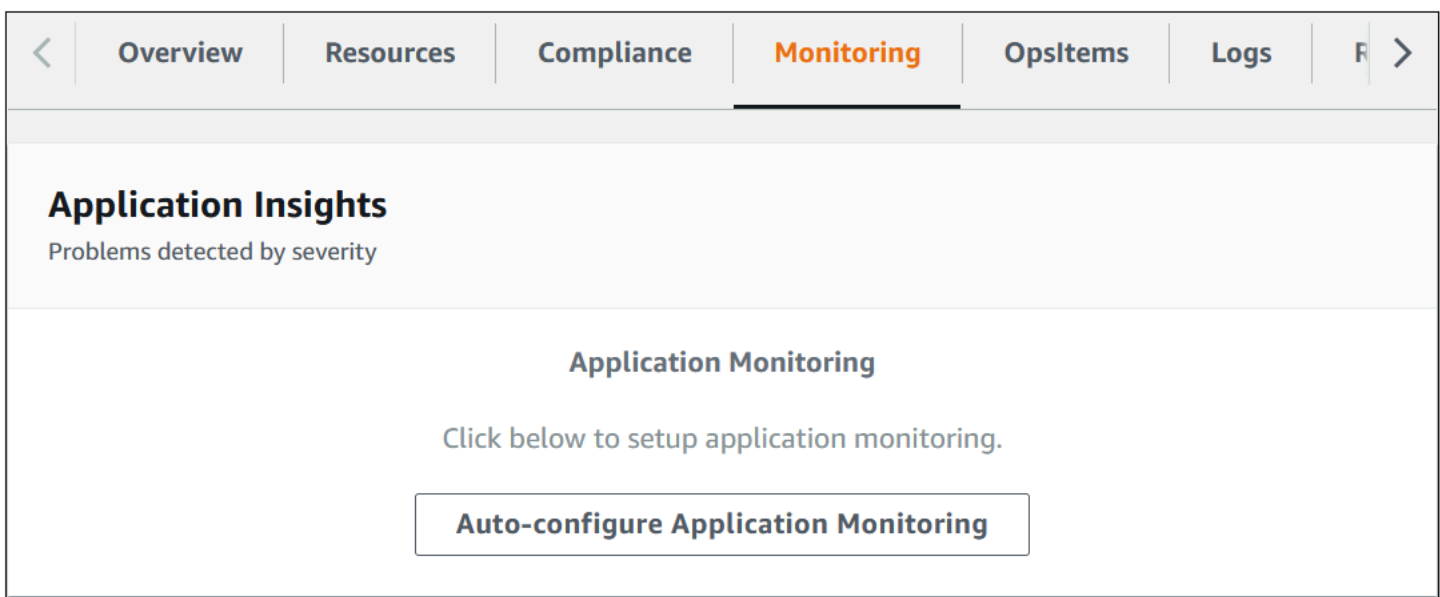 Overview Resources Compliance Monitoring OpsItems Logs
Application Insights
Problems detected by severity
Application Monitoring
Click below to setup application monitoring.
Auto-configure Application Monitoring